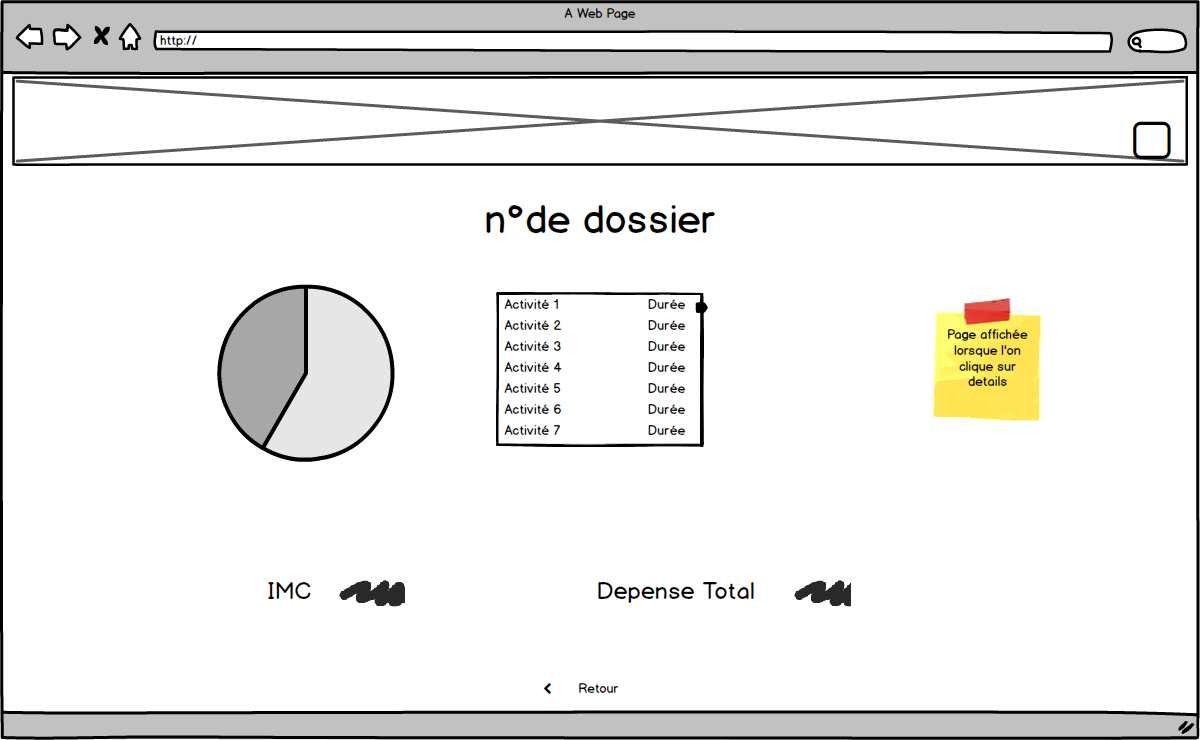 A Web Page
http://
n°de dossier
Activité 1 Durée
Activité 2 Durée
Activité 3 Durée
Activité 4 Durée
Activité 5 Durée
Activité 6 Durée
Activité 7 Durée
Page affichée
lorsque l'on
clique sur
details
IMC
Depense Total
Retour